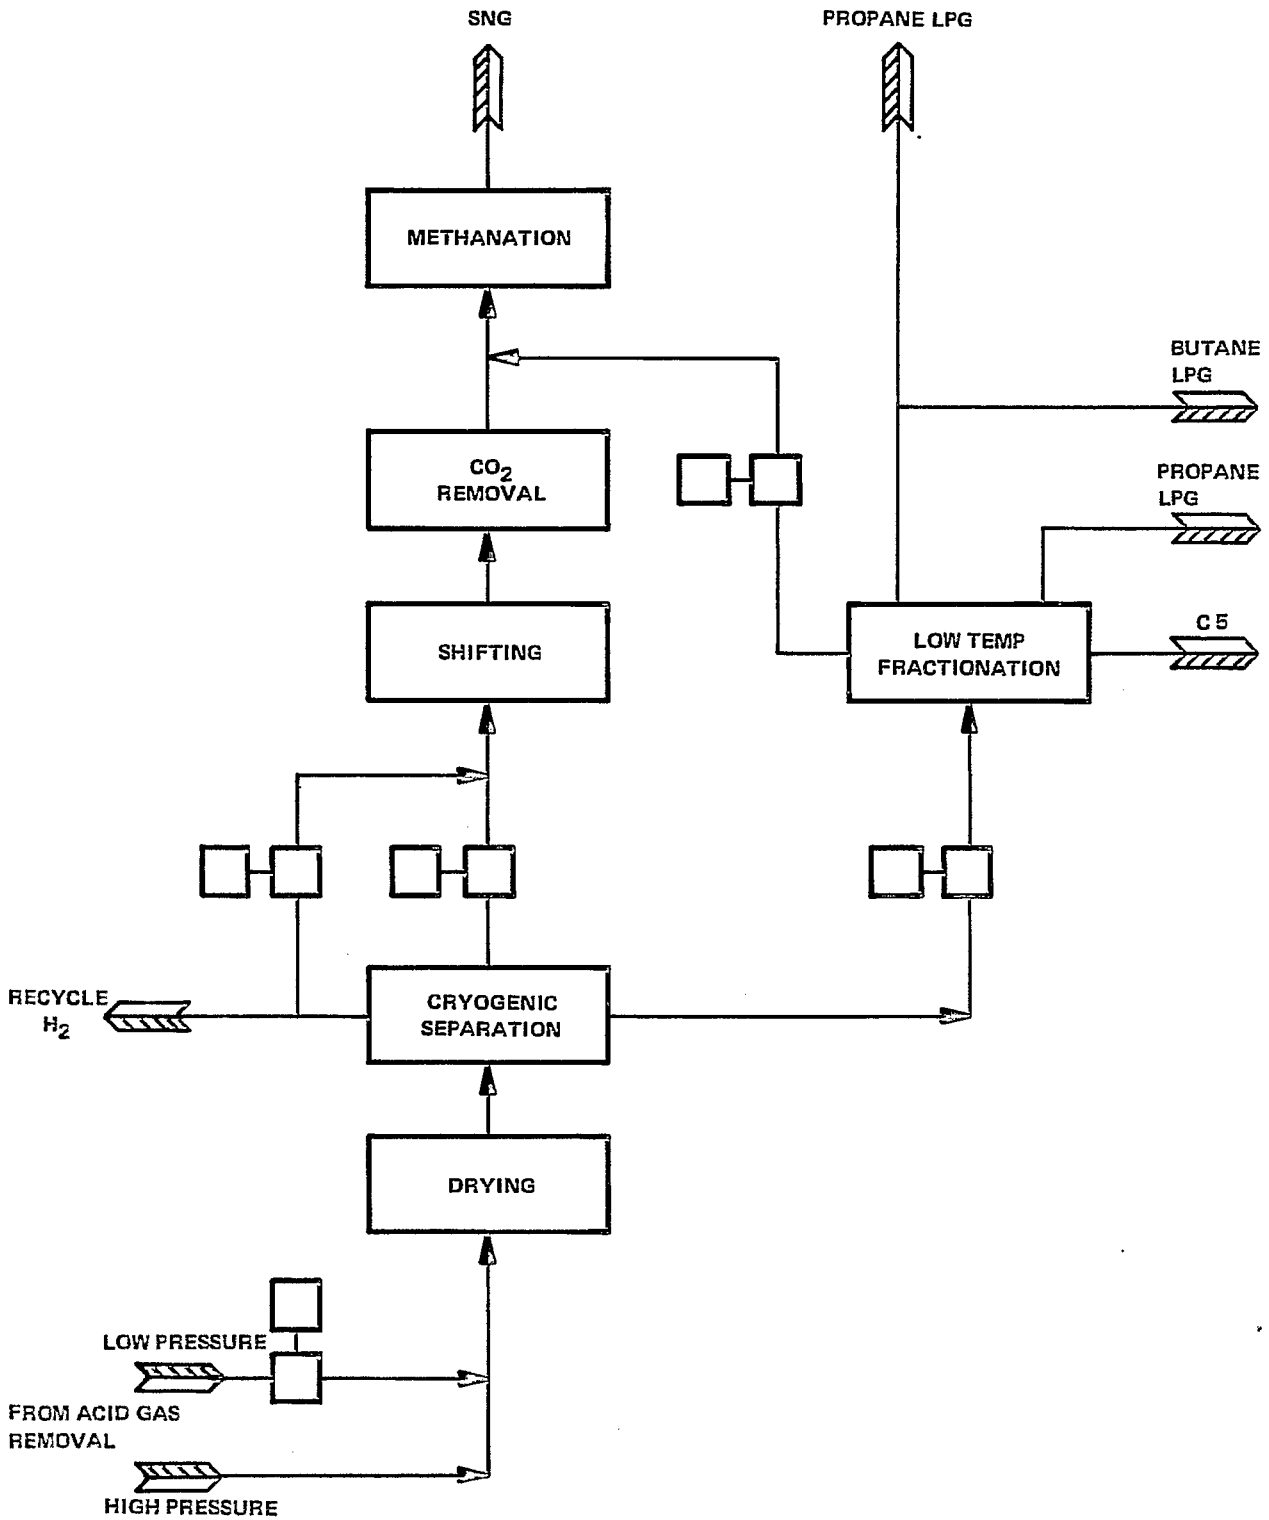 SNG
PROPANE LPG
METHANATION
BUTANE
LPG
CO2
REMOVAL
PROPANE
LPG
SHIFTING
LOW TEMP
FRACTIONATION
C5
RECYCLE
H2
CRYOGENIC
SEPARATION
DRYING
LOW PRESSURE
FROM ACID GAS
REMOVAL
HIGH PRESSURE